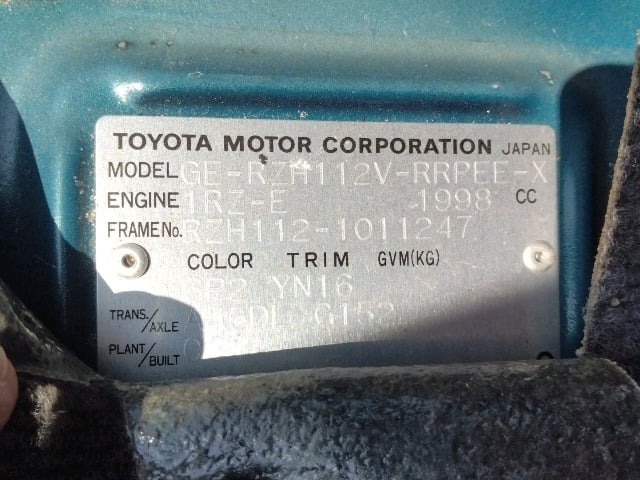 TOYOTA MOTOR CORPORATION JAPAN
MODEL GE-RZH112V-RRPEE-X
ENGINE 1RZ-E 1998 CC
FRAME No. RZH112-1011247
COLOR TRIM GVM(KG)
YN16
TRANS./AXLE G152
PLANT/BUILT